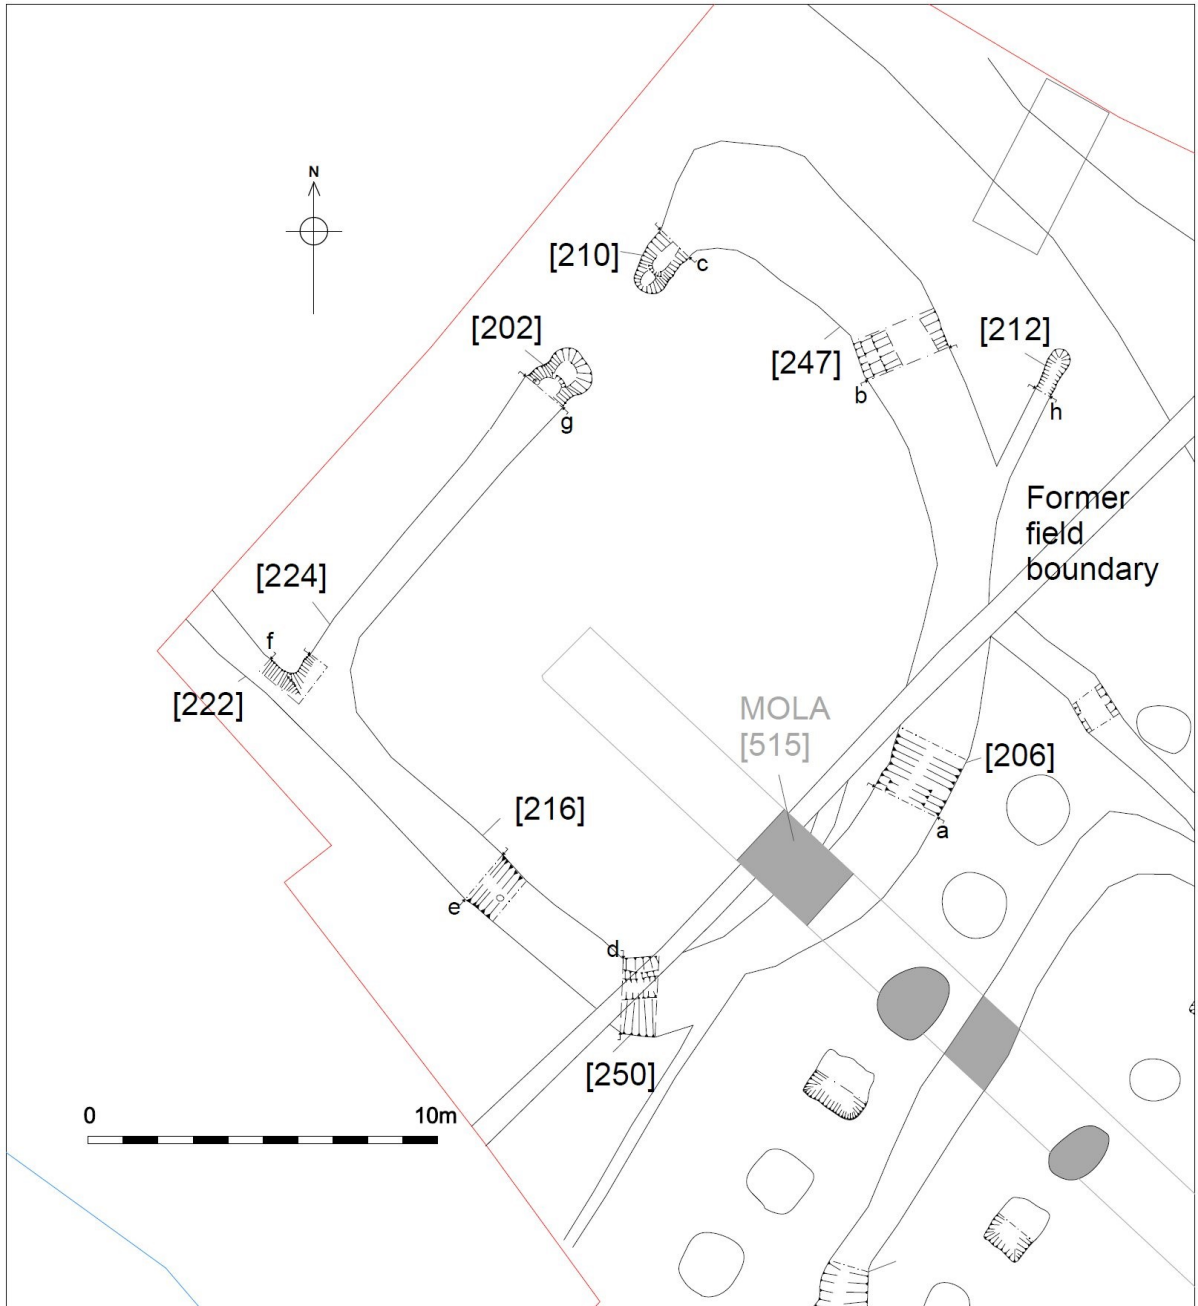 N
[210]
c
[202]
[212]
[247]
b
h
g
Former
field
boundary
[224]
f
[222]
MOLA
[515]
[206]
[216]
a
e
d
[250]
0
10m